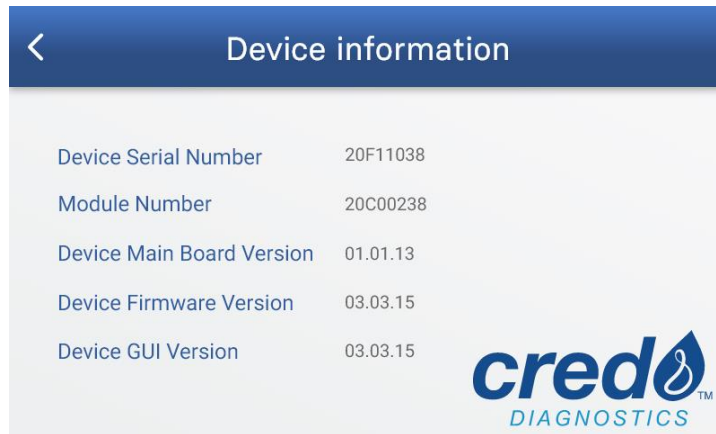 Device information
Device Serial Number 20F11038
Module Number 20C00238
Device Main Board Version 01.01.13
Device Firmware Version 03.03.15
Device GUI Version 03.03.15
credo TM
DIAGNOSTICS